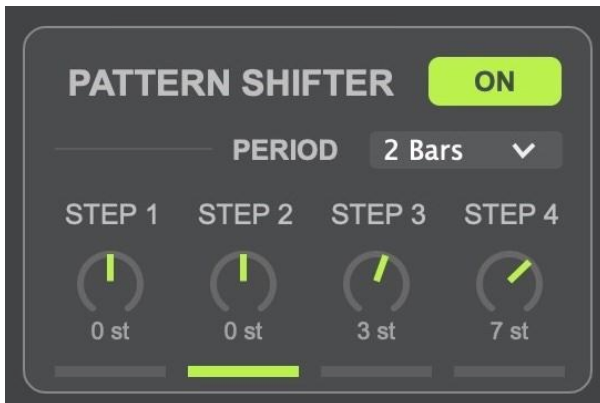 PATTERN SHIFTER ON
PERIOD 2 Bars
STEP 1 STEP 2 STEP 3 STEP 4
0 st 0 st 3 st 7 st